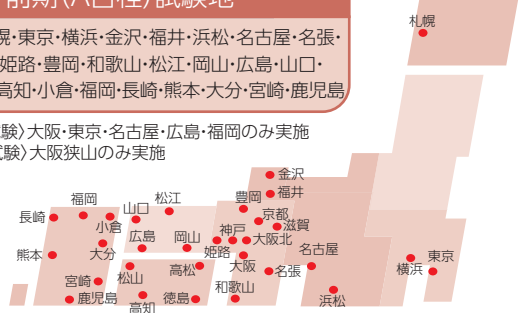 前期(
)試験地
幌・東京・横浜・金沢・福井・浜松・名古屋・名張・
姫路・豊岡・和歌山・松江・岡山・広島・山口・
高知・小倉・福岡・長崎・熊本・大分・宮崎・鹿児島
験〉大阪・東京・名古屋・広島・福岡のみ実施
試験〉大阪狭山のみ実施
札幌
金沢
福井
豊岡
京都
滋賀
神戸
大阪北
姫路
大阪
名張
名古屋
和歌山
浜松
横浜
東京
福岡
山口
松江
長崎
小倉
広島
岡山
熊本
大分
松山
高松
宮崎
鹿児島
高知
徳島